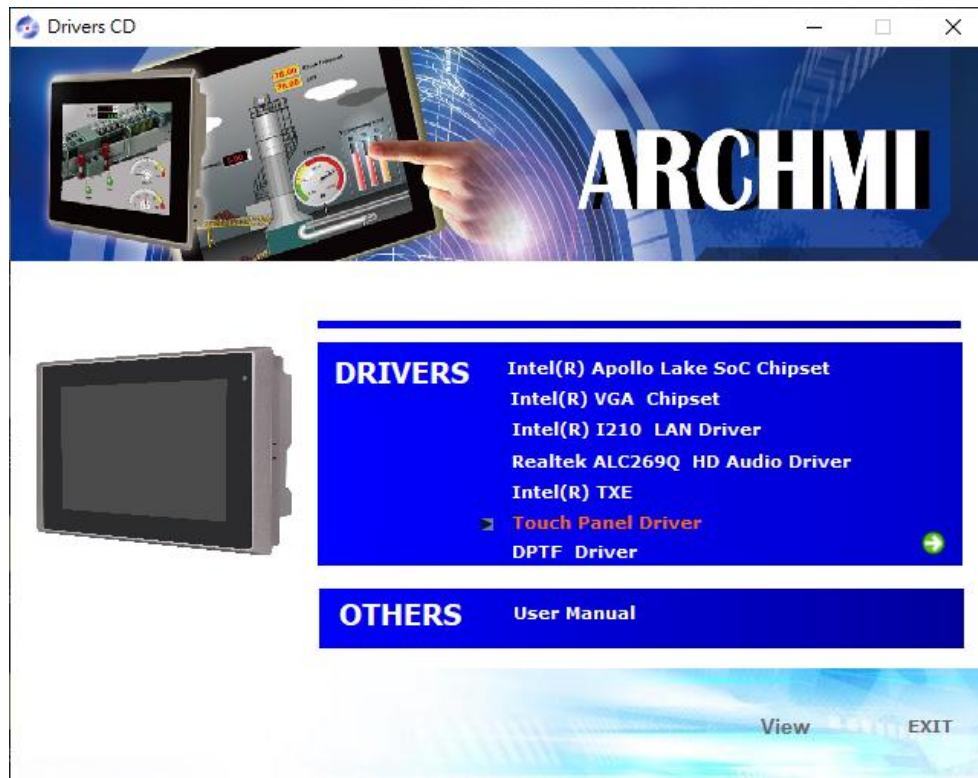 Drivers CD
ARCHMI
DRIVERS
Intel(R) Apollo Lake SoC Chipset
Intel(R) VGA Chipset
Intel(R) I210 LAN Driver
Realtek ALC269Q HD Audio Driver
Intel(R) TXE
Touch Panel Driver
DPTF Driver
OTHERS
User Manual
View
EXIT